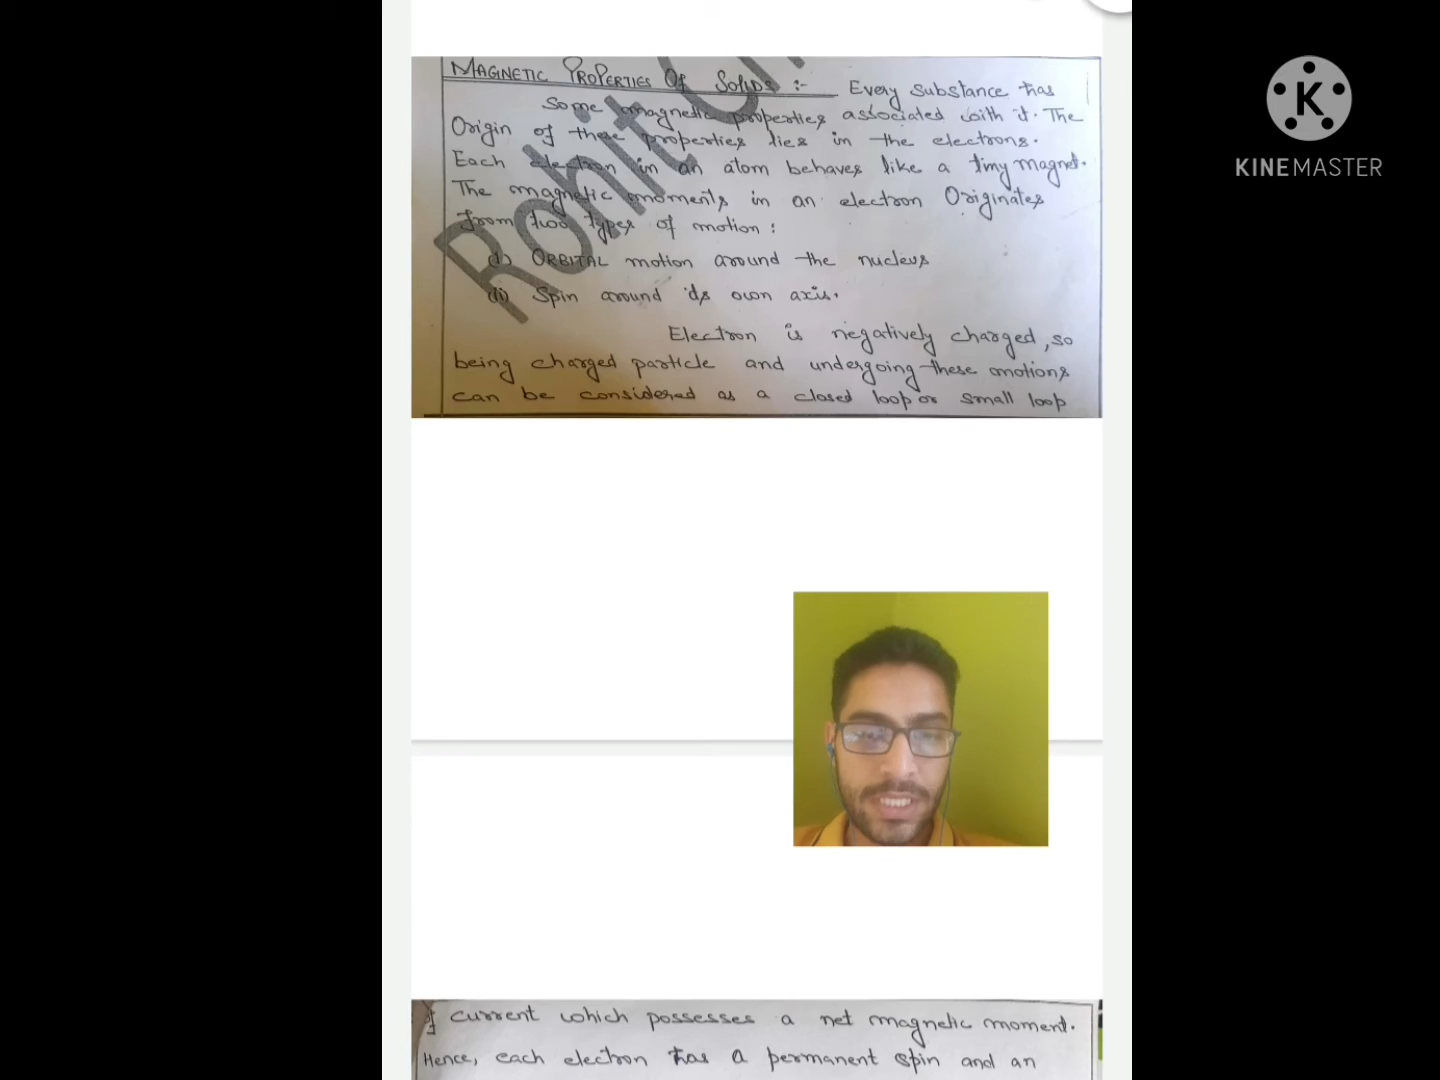 MAGNETIC PROPERTIES OF SOLIDS :- Every Substance has
Some magnetic properties associated with it. The
Origin of these properties lies in the electrons.
Each electron in an atom behaves like a tiny magnet.
The magnetic moments in an electron Originates
from two types of motion :
(i) ORBITAL motion around the nucleus
(ii) Spin around its own axis.
Electron is negatively charged, so
being charged particle and undergoing these motions
can be considered as a closed loop or small loop
of current which possesses a net magnetic moment.
Hence, each electron has a permanent spin and an
Rohit
K
KINEMASTER